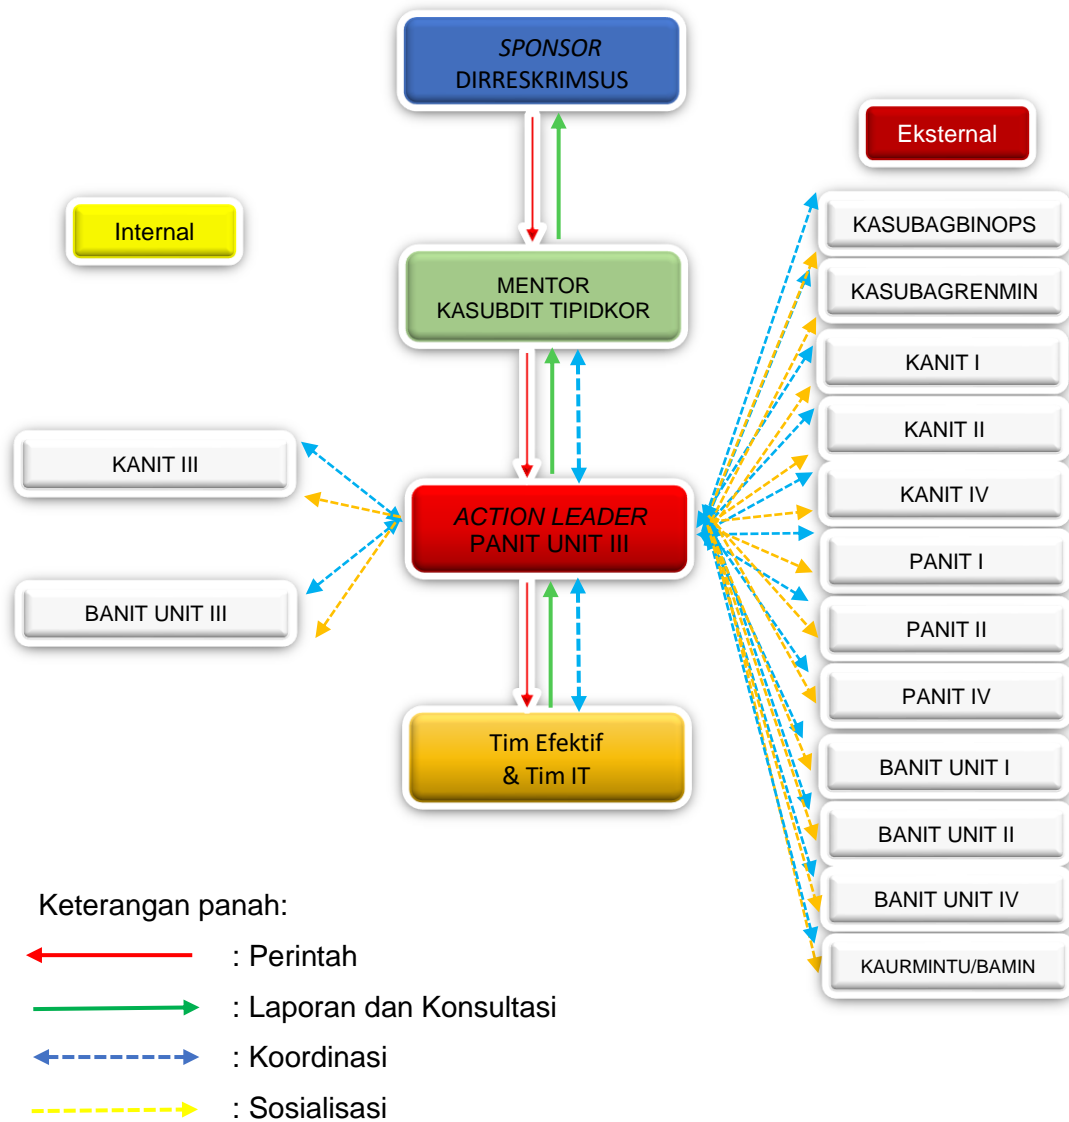 SPONSOR
DIRRESKRIMSUS
Eksternal
Internal
MENTOR
KASUBDIT TIPIDKOR
KANIT III
BANIT UNIT III
ACTION LEADER
PANIT UNIT III
Tim Efektif
& Tim IT
KASUBAGBINOPS
KASUBAGRENMIN
KANIT I
KANIT II
KANIT IV
PANIT I
PANIT II
PANIT IV
BANIT UNIT I
BANIT UNIT II
BANIT UNIT IV
KAURMINTU/BAMIN
Keterangan panah:
: Perintah
: Laporan dan Konsultasi
: Koordinasi
: Sosialisasi